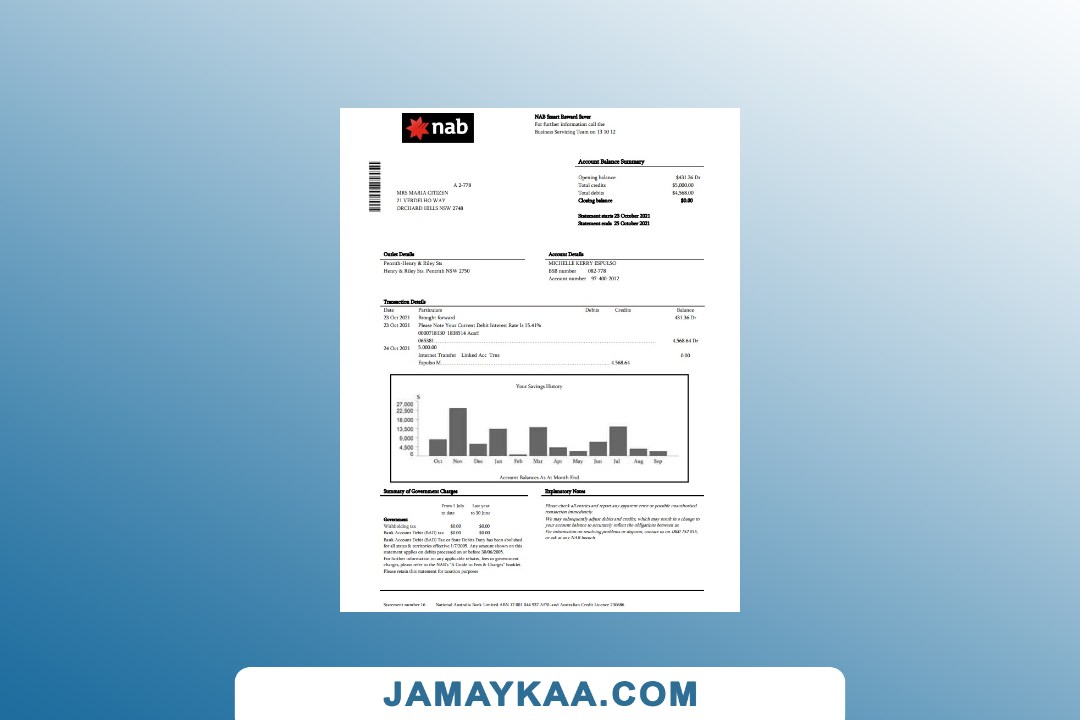 nab
NAB Smart Reward Saver
For further information call the
Business Servicing Team on 13 10 12
Account Balance Summary
Opening balance $431.36 Dr
Total credits $5,000.00
Total debits $4,568.00
Closing balance $0.00
Statement starts 23 October 2021
Statement ends 25 October 2021
A 2-778
MRS MARIA CITIZEN
21 VERDELHO WAY
ORCHARD HILLS NSW 2748
Outlet Details
Penrith-Henry & Riley Sts
Henry & Riley Sts. Penrith NSW 2750
Account Details
MICHELLE KERRY ESPULSO
BSB number 082-778
Account number 97-400-2012
Transaction Details
Date Particulars Debits Credits Balance
23 Oct 2021 Brought forward 431.36 Dr
23 Oct 2021 Please Note Your Current Debit Interest Rate Is 15.41%
0000718130 1838514 Acarf
063381 4,568.64 Dr
24 Oct 2021 5,000.00
Internet Transfer Linked Acc Trns 0.00
Espulso M 4,568.64
Your Savings History
$
27,000
22,500
18,000
13,500
9,000
4,500
0
Oct Nov Dec Jan Feb Mar Apr May Jun Jul Aug Sep
Account Balances As At Month End
Summary of Government Charges
From 1 July Last year
to date to 30 June
Government
Withholding tax $0.00 $0.00
Bank Account Debit (BAD) tax $0.00 $0.00
Bank Account Debit (BAD) Tax or State Debits Duty has been abolished
for all states & territories effective 1/7/2005. Any amount shown on this
statement applies to debits processed on or before 30/06/2005.
For further information on any applicable rebates, fees or government
charges, please refer to the NAB's "A Guide to Fees & Charges" booklet.
Please retain this statement for taxation purposes
Explanatory Notes
Please check all entries and report any apparent error or possible unauthorised
transaction immediately.
We may subsequently adjust debits and credits, which may result in a change to
your account balance to accurately reflect the obligations between us.
For information on resolving problems or disputes, contact us on 1800 152 015,
or ask at any NAB branch.
Statement number 16 National Australia Bank Limited ABN 12 004 044 937 AFSL and Australian Credit Licence 230686
JAMAYKAA.COM